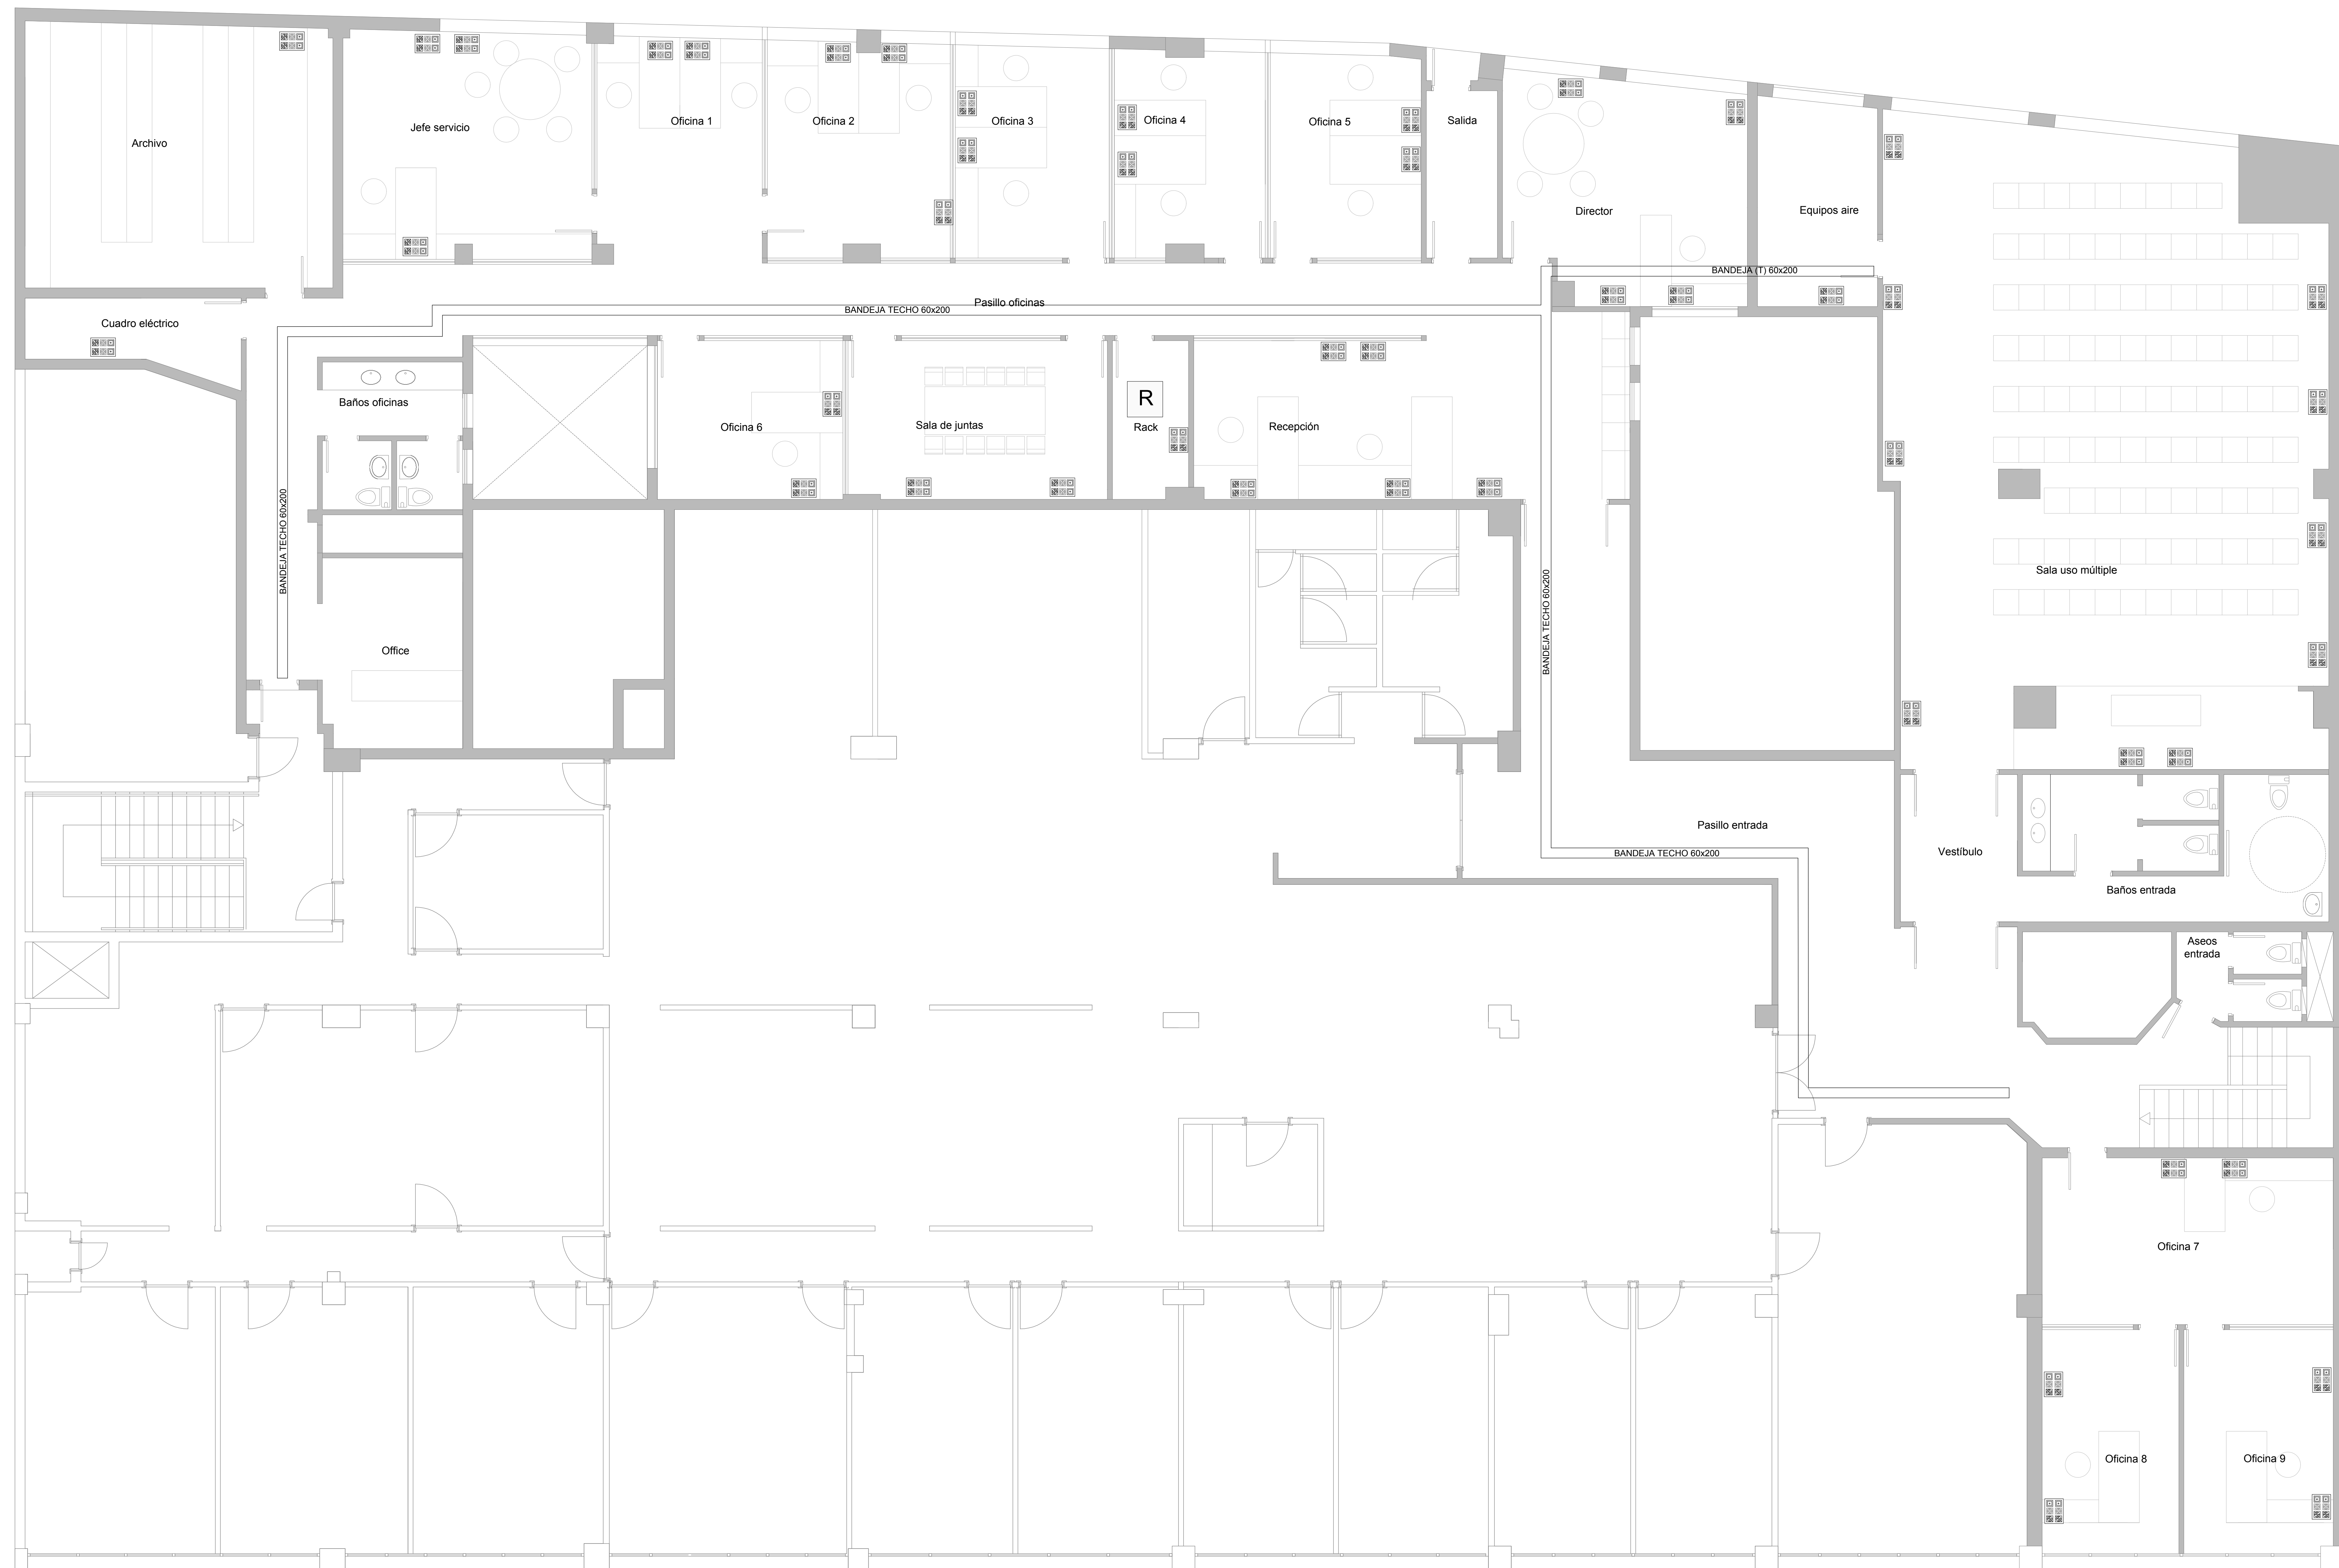 Archivo
Jefe servicio
Oficina 1
Oficina 2
Oficina 3
Oficina 4
Oficina 5
Salida
Director
Equipos aire
BANDEJA (T) 60x200
Pasillo oficinas
BANDEJA TECHO 60x200
Cuadro eléctrico
Baños oficinas
Oficina 6
Sala de juntas
R
Rack
Recepción
BANDEJA TECHO 60x200
BANDEJA TECHO 60x200
Sala uso múltiple
Office
Pasillo entrada
BANDEJA TECHO 60x200
Vestíbulo
Baños entrada
Aseos
entrada
Oficina 7
Oficina 8
Oficina 9